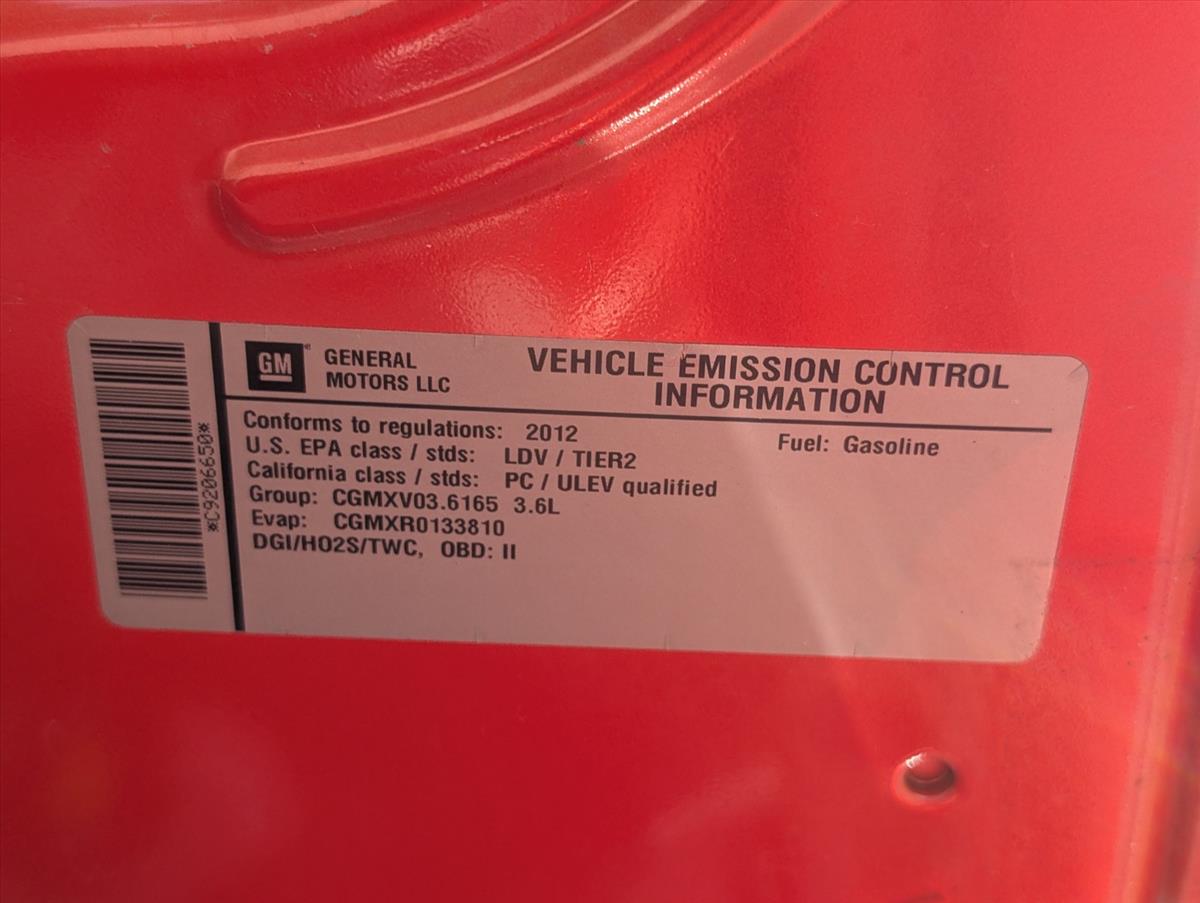 *C9206650*
GM GENERAL MOTORS LLC
VEHICLE EMISSION CONTROL
INFORMATION
Conforms to regulations: 2012
Fuel: Gasoline
U.S. EPA class / stds: LDV / TIER2
California class / stds: PC / ULEV qualified
Group: CGMXV03.6165 3.6L
Evap: CGMXR0133810
DGI/HO2S/TWC, OBD: II